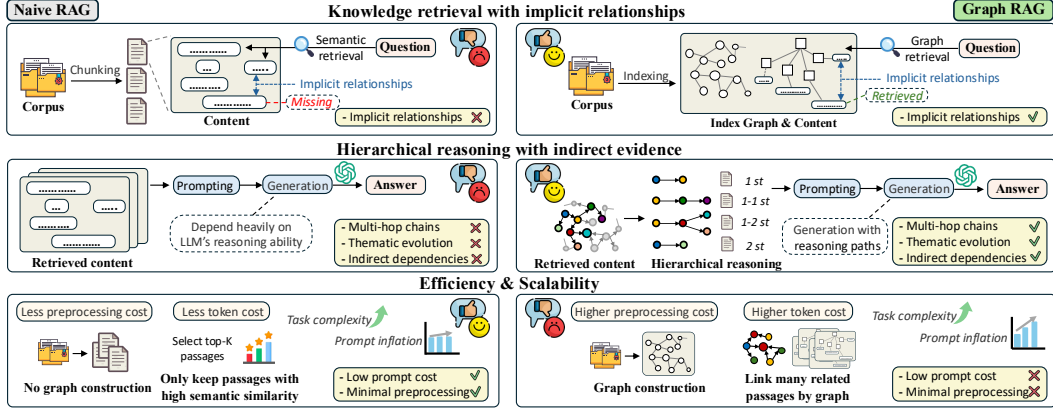 Naive RAG
Knowledge retrieval with implicit relationships
Graph RAG
Corpus
Chunking
Content
Semantic
retrieval
Question
Implicit relationships
Missing
- Implicit relationships
Corpus
Indexing
Index Graph & Content
Graph
retrieval
Question
Implicit relationships
Retrieved
- Implicit relationships
Hierarchical reasoning with indirect evidence
Retrieved content
Prompting
Generation
Answer
Depend heavily on
LLM's reasoning ability
- Multi-hop chains
- Thematic evolution
- Indirect dependencies
Retrieved content
Hierarchical reasoning
1 st
1-1 st
1-2 st
2 st
Prompting
Generation
Answer
Generation with
reasoning paths
- Multi-hop chains
- Thematic evolution
- Indirect dependencies
Efficiency & Scalability
Less preprocessing cost
No graph construction
Less token cost
Select top-K
passages
Only keep passages with
high semantic similarity
Task complexity
Prompt inflation
- Low prompt cost
- Minimal preprocessing
Higher preprocessing cost
Graph construction
Higher token cost
Link many related
passages by graph
Task complexity
Prompt inflation
- Low prompt cost
- Minimal preprocessing